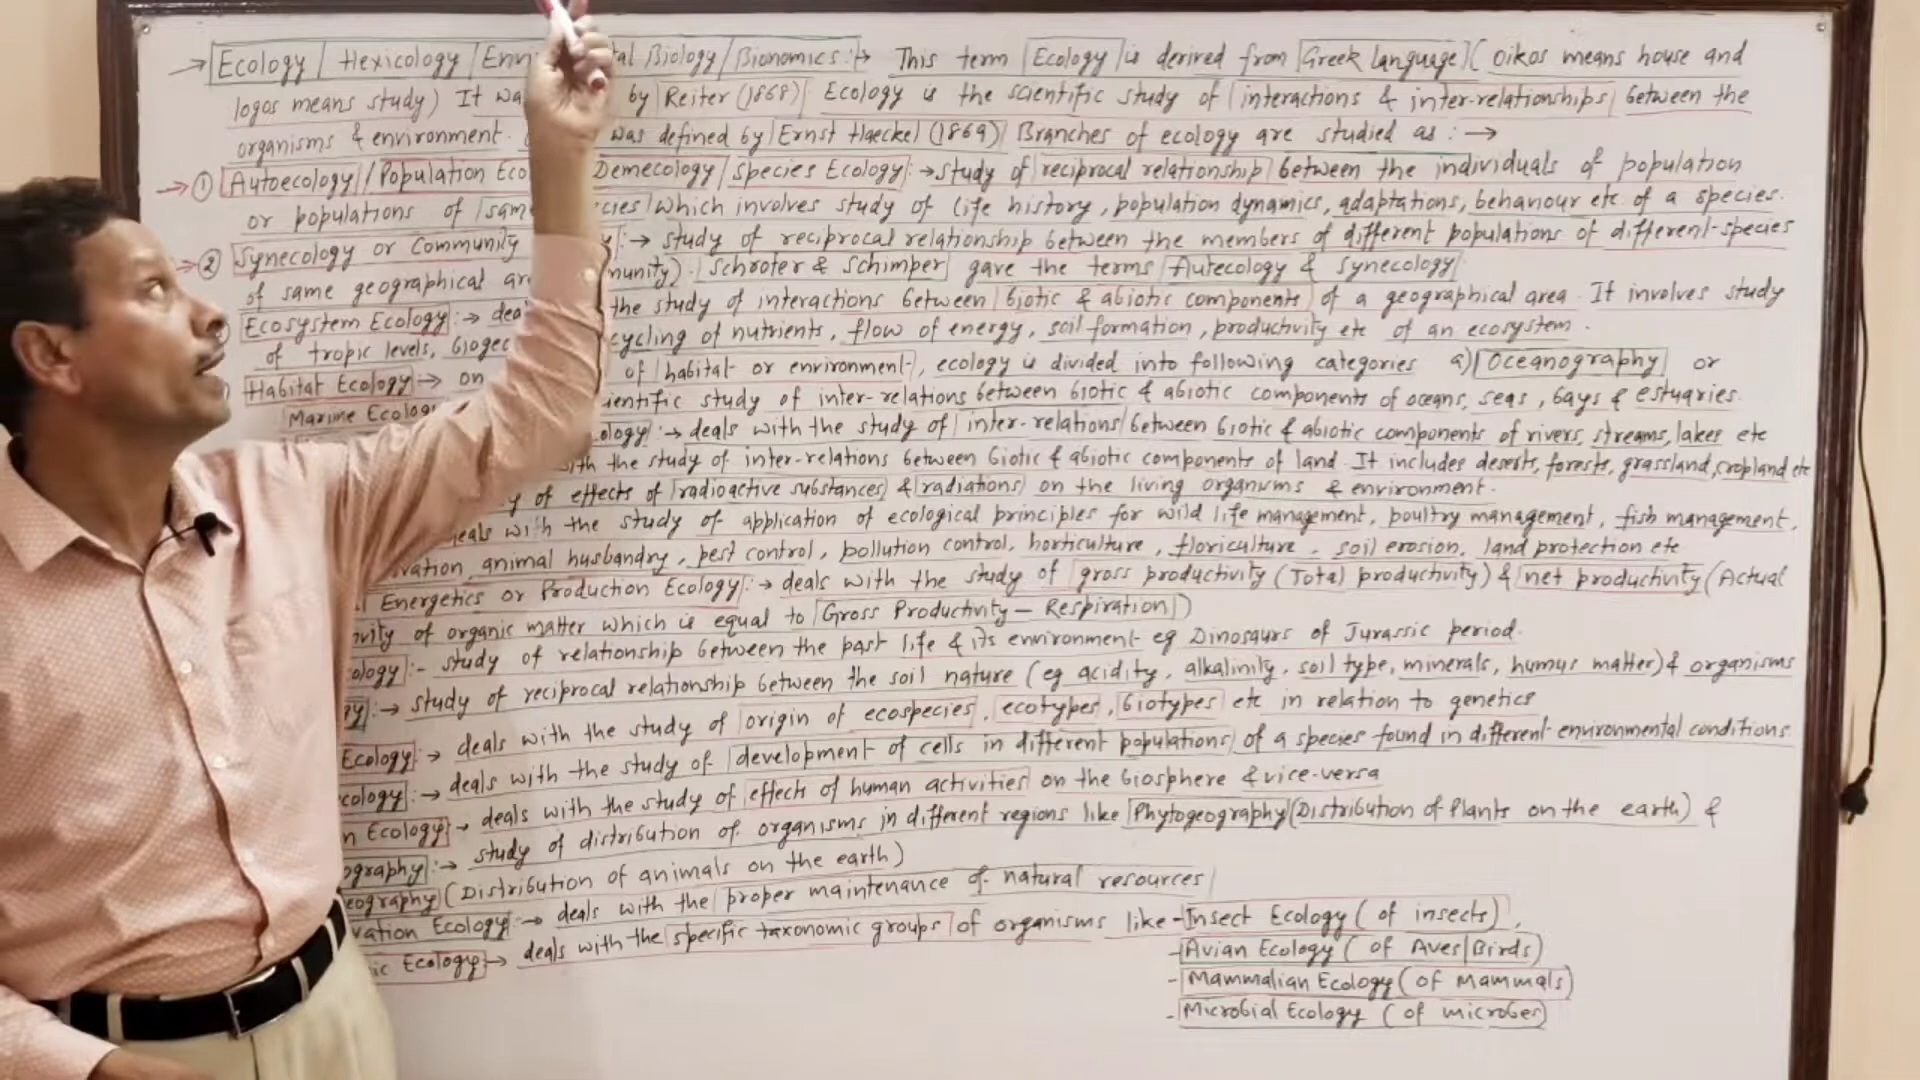 → Ecology / Hexicology / Envi tal Biology / Bionomics :→ This term Ecology is derived from Greek language ( Oikos means house and
logos means study) It wa by Reiter (1868) Ecology is the scientific study of interactions & inter-relationships between the
organisms & environment. was defined by Ernst Haeckel (1869) Branches of ecology are studied as :→
→ ① Autoecology / Population Eco Demecology / Species Ecology :→ study of reciprocal relationship between the individuals of population
or populations of same cies which involves study of life history, population dynamics, adaptations, behaviour etc of a species.
→ ② Synecology or Community y :→ study of reciprocal relationship between the members of different populations of different species
of same geographical are munity). Schroter & Schimper gave the terms Autecology & Synecology
Ecosystem Ecology :→ dea the study of interactions between biotic & abiotic components of a geographical area. It involves study
of tropic levels, biogeo cycling of nutrients, flow of energy, soil formation, productivity etc of an ecosystem.
Habitat Ecology :→ on of habitat or environment, ecology is divided into following categories a) Oceanography or
Marine Ecology ientific study of inter-relations between biotic & abiotic components of oceans, seas, bays & estuaries.
ology :→ deals with the study of inter-relations between biotic & abiotic components of rivers, streams, lakes etc
with the study of inter-relations between biotic & abiotic components of land. It includes deserts, forests, grassland, cropland etc
y of effects of radioactive substances & radiations on the living organisms & environment.
eals with the study of application of ecological principles for wild life management, poultry management, fish management,
vation, animal husbandry, pest control, pollution control, horticulture, floriculture, soil erosion, land protection etc
l Energetics or Production Ecology :→ deals with the study of gross productivity (Total productivity) & net productivity (Actual
ivity of organic matter which is equal to Gross Productivity – Respiration)
ology :- study of relationship between the past life & its environment eg Dinosaurs of Jurassic period.
gy :→ study of reciprocal relationship between the soil nature (eg acidity, alkalinity, soil type, minerals, humus matter) & organisms
Ecology :→ deals with the study of origin of ecospecies, ecotypes, biotypes etc in relation to genetics
cology :→ deals with the study of development of cells in different populations of a species found in different environmental conditions
n Ecology → deals with the study of effects of human activities on the biosphere & vice-versa
ography :→ study of distribution of organisms in different regions like Phytogeography (Distribution of Plants on the earth) &
eography (Distribution of animals on the earth)
vation Ecology :→ deals with the proper maintenance of natural resources
ic Ecology → deals with the specific taxonomic groups of organisms like - Insect Ecology ( of insects),
- Avian Ecology ( of Aves/Birds)
- Mammalian Ecology ( of Mammals)
- Microbial Ecology ( of microbes)